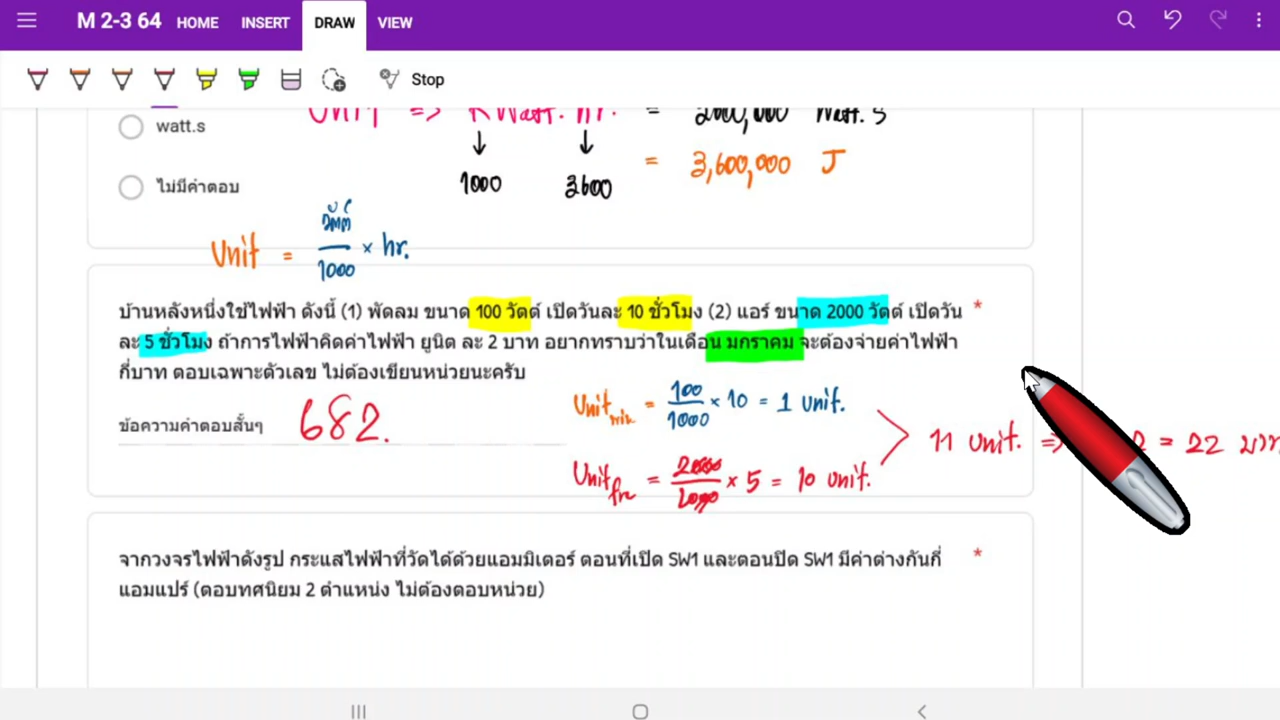 M 2-3 64 HOME INSERT DRAW VIEW
Stop
watt.s
Unit => kWatt. hr. = 3600,000 Watt. S
1000 3600 = 3,600,000 J
ไม่มีคำตอบ
Unit = วัตต์ / 1000 × hr.
บ้านหลังหนึ่งใช้ไฟฟ้า ดังนี้ (1) พัดลม ขนาด 100 วัตต์ เปิดวันละ 10 ชั่วโมง (2) แอร์ ขนาด 2000 วัตต์ เปิดวัน *
ละ 5 ชั่วโมง ถ้าการไฟฟ้าคิดค่าไฟฟ้า ยูนิต ละ 2 บาท อยากทราบว่าในเดือน มกราคม จะต้องจ่ายค่าไฟฟ้า
กี่บาท ตอบเฉพาะตัวเลข ไม่ต้องเขียนหน่วยนะครับ
Unit = 100/1000 × 10 = 1 Unit.
ข้อความคำตอบสั้นๆ 682.
11 Unit. => 2 = 22 บาท
Unit = 2000/1000 × 5 = 10 Unit.
จากวงจรไฟฟ้าดังรูป กระแสไฟฟ้าที่วัดได้ด้วยแอมมิเตอร์ ตอนที่เปิด SW1 และตอนปิด SW1 มีค่าต่างกันกี่ *
แอมแปร์ (ตอบทศนิยม 2 ตำแหน่ง ไม่ต้องตอบหน่วย)